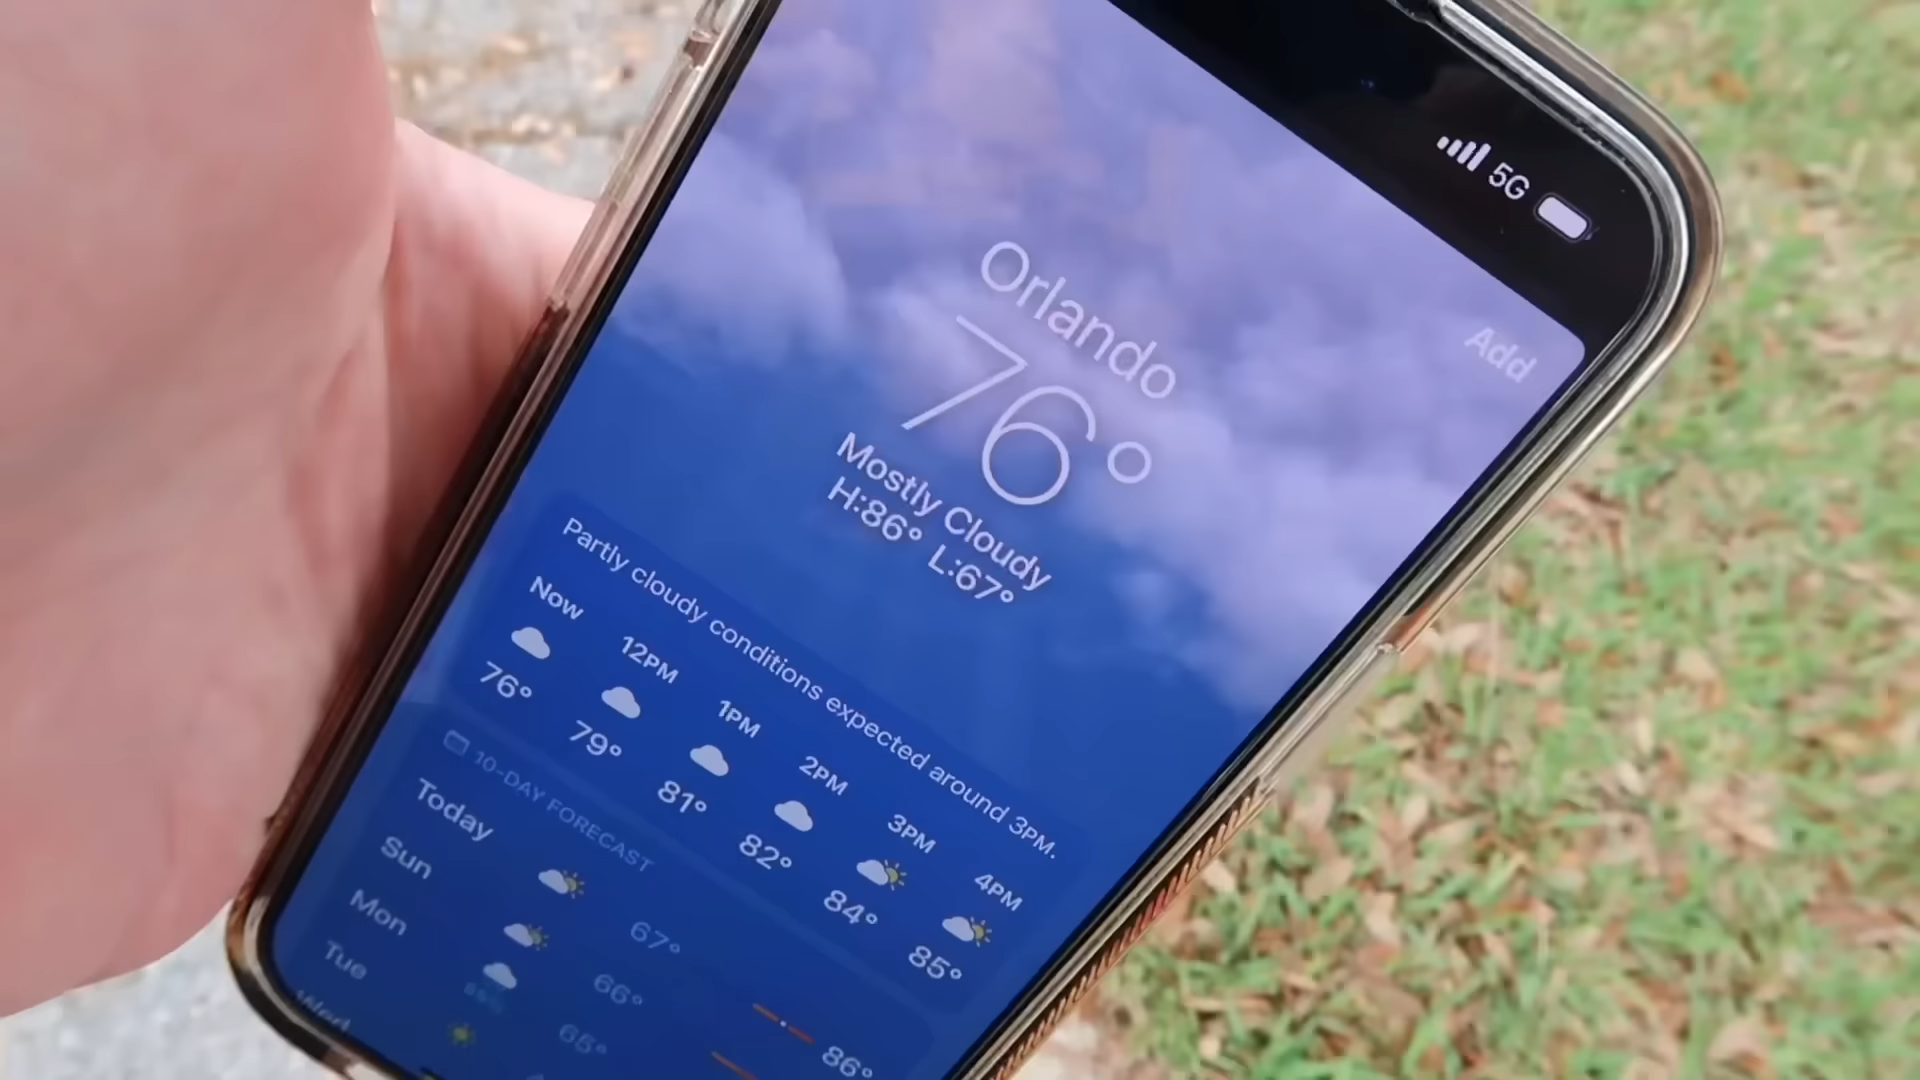 5G
Add
Orlando
76°
Mostly Cloudy
H:86° L:67°
Partly cloudy conditions expected around 3PM.
Now 12PM 1PM 2PM 3PM 4PM
76° 79° 81° 82° 84° 85°
10-DAY FORECAST
Today 67° 86°
Sun 66°
Mon 65°
Tue
Wed